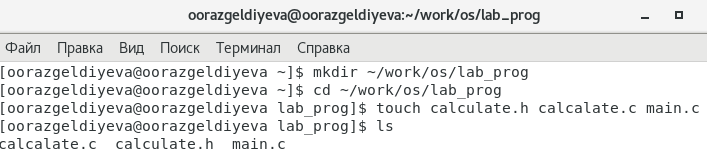 oorazgeldiyeva@oorazgeldiyeva:~/work/os/lab_prog
Файл Правка Вид Поиск Терминал Справка
[oorazgeldiyeva@oorazgeldiyeva ~]$ mkdir ~/work/os/lab_prog
[oorazgeldiyeva@oorazgeldiyeva ~]$ cd ~/work/os/lab_prog
[oorazgeldiyeva@oorazgeldiyeva lab_prog]$ touch calculate.h calcalate.c main.c
[oorazgeldiyeva@oorazgeldiyeva lab_prog]$ ls
calcalate.c calculate.h main.c